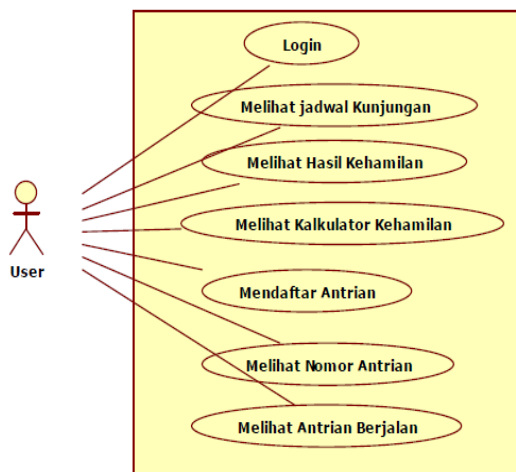 Login
Melihat jadwal Kunjungan
Melihat Hasil Kehamilan
Melihat Kalkulator Kehamilan
User
Mendaftar Antrian
Melihat Nomor Antrian
Melihat Antrian Berjalan